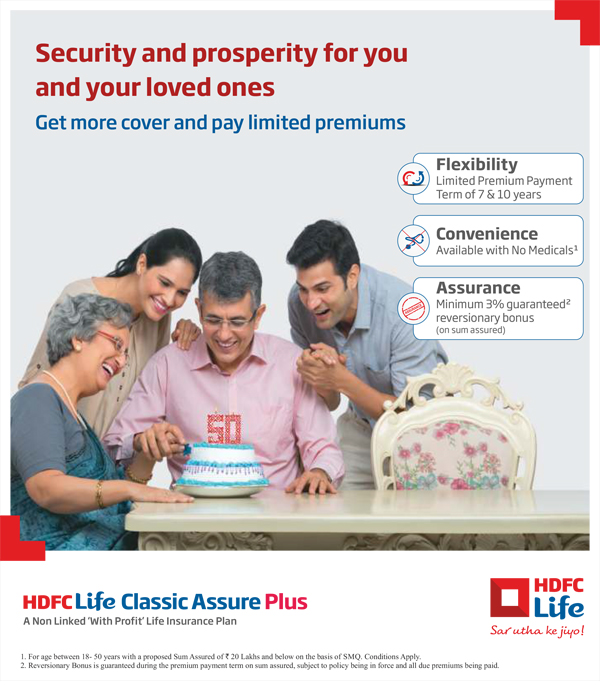 Security and prosperity for you
and your loved ones
Get more cover and pay limited premiums
Flexibility
Limited Premium Payment
Term of 7 & 10 years
Convenience
Available with No Medicals¹
Assurance
Minimum 3% guaranteed²
reversionary bonus
(on sum assured)
50
HDFC Life Classic Assure Plus
A Non Linked 'With Profit' Life Insurance Plan
HDFC
Life
Sar utha ke jiyo!
1. For age between 18- 50 years with a proposed Sum Assured of ₹ 20 Lakhs and below on the basis of SMQ. Conditions Apply.
2. Reversionary Bonus is guaranteed during the premium payment term on sum assured, subject to policy being in force and all due premiums being paid.